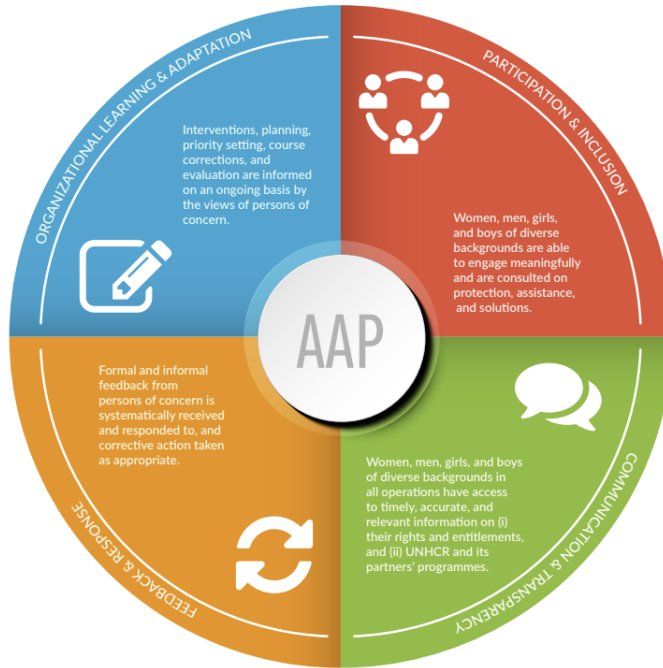 ORGANIZATIONAL LEARNING & ADAPTATION
Interventions, planning,
priority setting, course
corrections, and
evaluation are informed
on an ongoing basis by
the views of persons of
concern.
PARTICIPATION & INCLUSION
Women, men, girls,
and boys of diverse
backgrounds are able
to engage meaningfully
and are consulted on
protection, assistance,
and solutions.
AAP
Formal and informal
feedback from
persons of concern is
systematically received
and responded to, and
corrective action taken
as appropriate.
FEEDBACK & RESPONSE
Women, men, girls, and boys
of diverse backgrounds in
all operations have access
to timely, accurate, and
relevant information on (i)
their rights and entitlements,
and (ii) UNHCR and its
partners' programmes.
COMMUNICATION & TRANSPARENCY